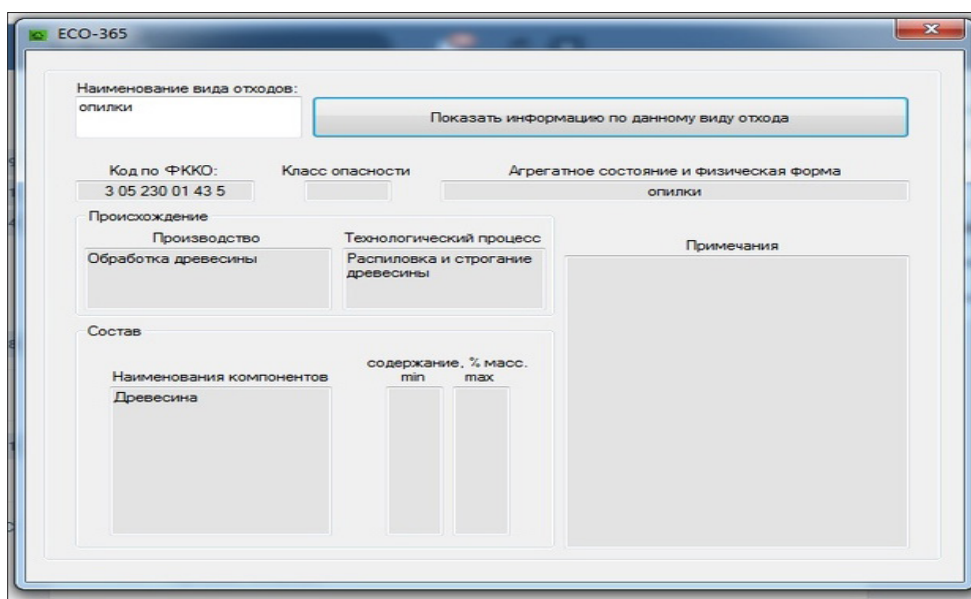 ECO-365
Наименование вида отходов:
опилки
Показать информацию по данному виду отхода
Код по ФККО:
Класс опасности
Агрегатное состояние и физическая форма
3 05 230 01 43 5
опилки
Происхождение
Производство
Технологический процесс
Обработка древесины
Распиловка и строгание
древесины
Примечания
Состав
содержание, % масс.
Наименования компонентов
min
max
Древесина